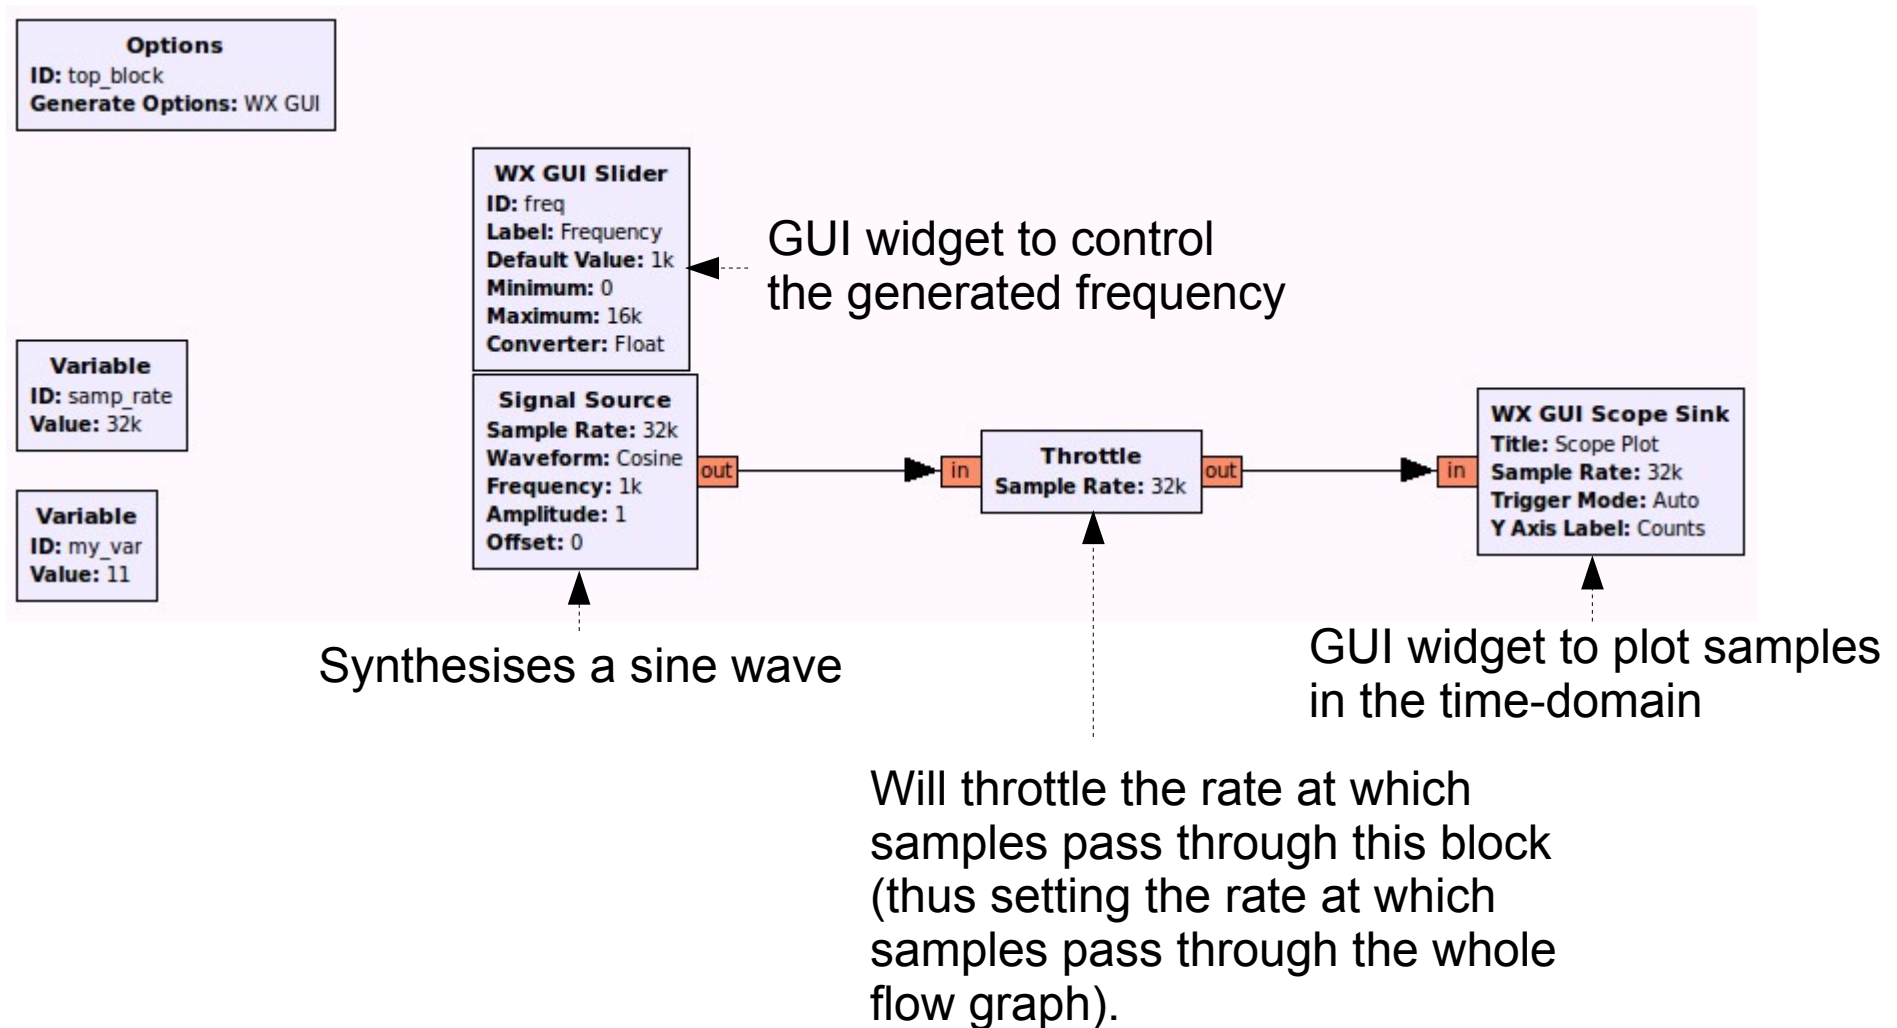 Options
ID: top_block
Generate Options: WX GUI
WX GUI Slider
ID: freq
Label: Frequency
Default Value: 1k
Minimum: 0
Maximum: 16k
Converter: Float
GUI widget to control
the generated frequency
Variable
ID: samp_rate
Value: 32k
Variable
ID: my_var
Value: 11
Signal Source
Sample Rate: 32k
Waveform: Cosine
Frequency: 1k
Amplitude: 1
Offset: 0
out
in
Throttle
Sample Rate: 32k
out
in
WX GUI Scope Sink
Title: Scope Plot
Sample Rate: 32k
Trigger Mode: Auto
Y Axis Label: Counts
Synthesises a sine wave
GUI widget to plot samples
in the time-domain
Will throttle the rate at which
samples pass through this block
(thus setting the rate at which
samples pass through the whole
flow graph).